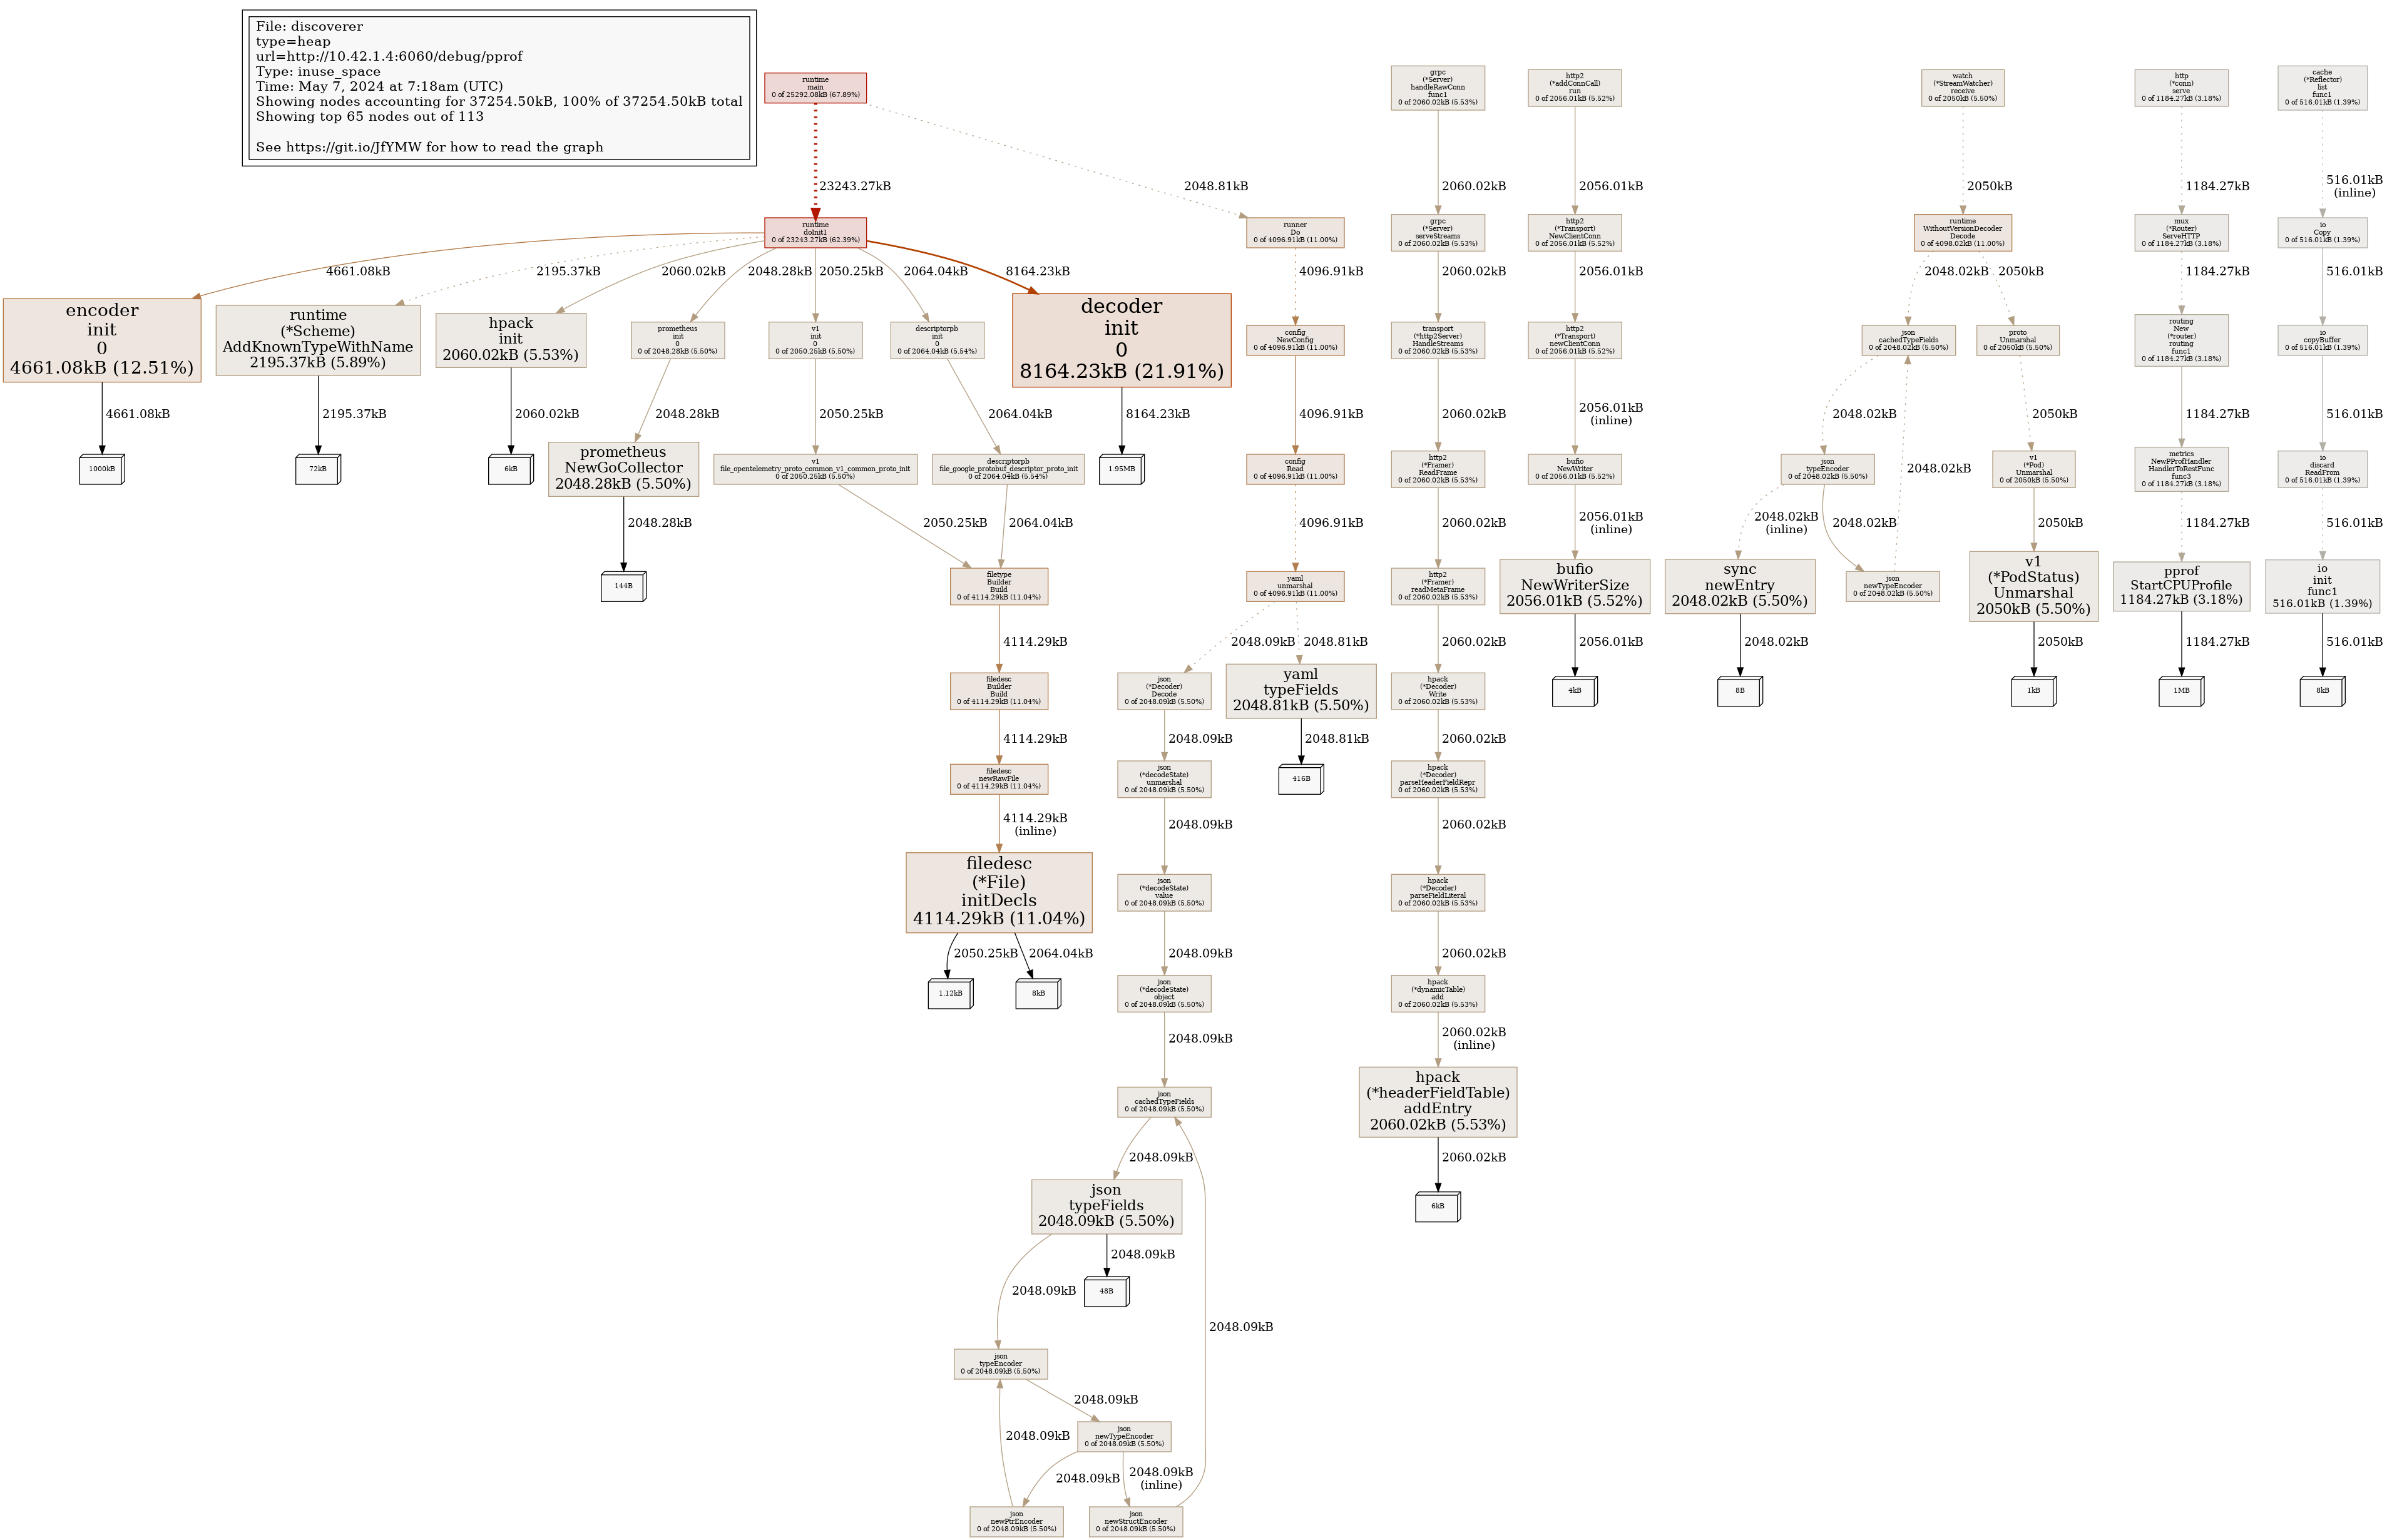 File: discoverer
type=heap
url=http://10.42.1.4:6060/debug/pprof
Type: inuse_space
Time: May 7, 2024 at 7:18am (UTC)
Showing nodes accounting for 37254.50kB, 100% of 37254.50kB total
Showing top 65 nodes out of 113
See https://git.io/JfYMW for how to read the graph
runtime
main
0 of 25292.08kB (67.89%)
23243.27kB
2048.81kB
runtime
doInit1
0 of 23243.27kB (62.39%)
4661.08kB
2195.37kB
2060.02kB
2048.28kB
2050.25kB
2064.04kB
8164.23kB
encoder
init
0
4661.08kB (12.51%)
4661.08kB
1000kB
runtime
(*Scheme)
AddKnownTypeWithName
2195.37kB (5.89%)
2195.37kB
72kB
hpack
init
2060.02kB (5.53%)
2060.02kB
6kB
prometheus
init
0
0 of 2048.28kB (5.50%)
2048.28kB
prometheus
NewGoCollector
2048.28kB (5.50%)
2048.28kB
144B
v1
init
0
0 of 2050.25kB (5.50%)
2050.25kB
v1
file_opentelemetry_proto_common_v1_common_proto_init
0 of 2050.25kB (5.50%)
2050.25kB
descriptorpb
init
0
0 of 2064.04kB (5.54%)
2064.04kB
descriptorpb
file_google_protobuf_descriptor_proto_init
0 of 2064.04kB (5.54%)
2064.04kB
decoder
init
0
8164.23kB (21.91%)
8164.23kB
1.95MB
filetype
Builder
Build
0 of 4114.29kB (11.04%)
4114.29kB
filedesc
Builder
Build
0 of 4114.29kB (11.04%)
4114.29kB
filedesc
newRawFile
0 of 4114.29kB (11.04%)
4114.29kB
(inline)
filedesc
(*File)
initDecls
4114.29kB (11.04%)
2050.25kB
2064.04kB
1.12kB
8kB
runner
Do
0 of 4096.91kB (11.00%)
4096.91kB
config
NewConfig
0 of 4096.91kB (11.00%)
4096.91kB
config
Read
0 of 4096.91kB (11.00%)
4096.91kB
yaml
unmarshal
0 of 4096.91kB (11.00%)
2048.09kB
2048.81kB
json
(*Decoder)
Decode
0 of 2048.09kB (5.50%)
2048.09kB
yaml
typeFields
2048.81kB (5.50%)
2048.81kB
416B
json
(*decodeState)
unmarshal
0 of 2048.09kB (5.50%)
2048.09kB
json
(*decodeState)
value
0 of 2048.09kB (5.50%)
2048.09kB
json
(*decodeState)
object
0 of 2048.09kB (5.50%)
2048.09kB
json
cachedTypeFields
0 of 2048.09kB (5.50%)
2048.09kB
json
typeFields
2048.09kB (5.50%)
2048.09kB
48B
2048.09kB
2048.09kB
json
typeEncoder
0 of 2048.09kB (5.50%)
2048.09kB
json
newTypeEncoder
0 of 2048.09kB (5.50%)
2048.09kB
2048.09kB
2048.09kB
(inline)
json
newPtrEncoder
0 of 2048.09kB (5.50%)
json
newStructEncoder
0 of 2048.09kB (5.50%)
grpc
(*Server)
handleRawConn
func1
0 of 2060.02kB (5.53%)
2060.02kB
grpc
(*Server)
serveStreams
0 of 2060.02kB (5.53%)
2060.02kB
transport
(*http2Server)
HandleStreams
0 of 2060.02kB (5.53%)
2060.02kB
http2
(*Framer)
ReadFrame
0 of 2060.02kB (5.53%)
2060.02kB
http2
(*Framer)
readMetaFrame
0 of 2060.02kB (5.53%)
2060.02kB
hpack
(*Decoder)
Write
0 of 2060.02kB (5.53%)
2060.02kB
hpack
(*Decoder)
parseHeaderFieldRepr
0 of 2060.02kB (5.53%)
2060.02kB
hpack
(*Decoder)
parseFieldLiteral
0 of 2060.02kB (5.53%)
2060.02kB
hpack
(*dynamicTable)
add
0 of 2060.02kB (5.53%)
2060.02kB
(inline)
hpack
(*headerFieldTable)
addEntry
2060.02kB (5.53%)
2060.02kB
6kB
http2
(*addConnCall)
run
0 of 2056.01kB (5.52%)
2056.01kB
http2
(*Transport)
NewClientConn
0 of 2056.01kB (5.52%)
2056.01kB
http2
(*Transport)
newClientConn
0 of 2056.01kB (5.52%)
2056.01kB
(inline)
bufio
NewWriter
0 of 2056.01kB (5.52%)
2056.01kB
(inline)
bufio
NewWriterSize
2056.01kB (5.52%)
2056.01kB
4kB
watch
(*StreamWatcher)
receive
0 of 2050kB (5.50%)
2050kB
runtime
WithoutVersionDecoder
Decode
0 of 4098.02kB (11.00%)
2048.02kB
2050kB
json
cachedTypeFields
0 of 2048.02kB (5.50%)
2048.02kB
2048.02kB
json
typeEncoder
0 of 2048.02kB (5.50%)
2048.02kB
(inline)
2048.02kB
sync
newEntry
2048.02kB (5.50%)
2048.02kB
8B
json
newTypeEncoder
0 of 2048.02kB (5.50%)
proto
Unmarshal
0 of 2050kB (5.50%)
2050kB
v1
(*Pod)
Unmarshal
0 of 2050kB (5.50%)
2050kB
v1
(*PodStatus)
Unmarshal
2050kB (5.50%)
2050kB
1kB
http
(*conn)
serve
0 of 1184.27kB (3.18%)
1184.27kB
mux
(*Router)
ServeHTTP
0 of 1184.27kB (3.18%)
1184.27kB
routing
New
(*router)
routing
func1
0 of 1184.27kB (3.18%)
1184.27kB
metrics
NewPProfHandler
HandlerToRestFunc
func3
0 of 1184.27kB (3.18%)
1184.27kB
pprof
StartCPUProfile
1184.27kB (3.18%)
1184.27kB
1MB
cache
(*Reflector)
list
func1
0 of 516.01kB (1.39%)
516.01kB
(inline)
io
Copy
0 of 516.01kB (1.39%)
516.01kB
io
copyBuffer
0 of 516.01kB (1.39%)
516.01kB
io
discard
ReadFrom
0 of 516.01kB (1.39%)
516.01kB
io
init
func1
516.01kB (1.39%)
516.01kB
8kB